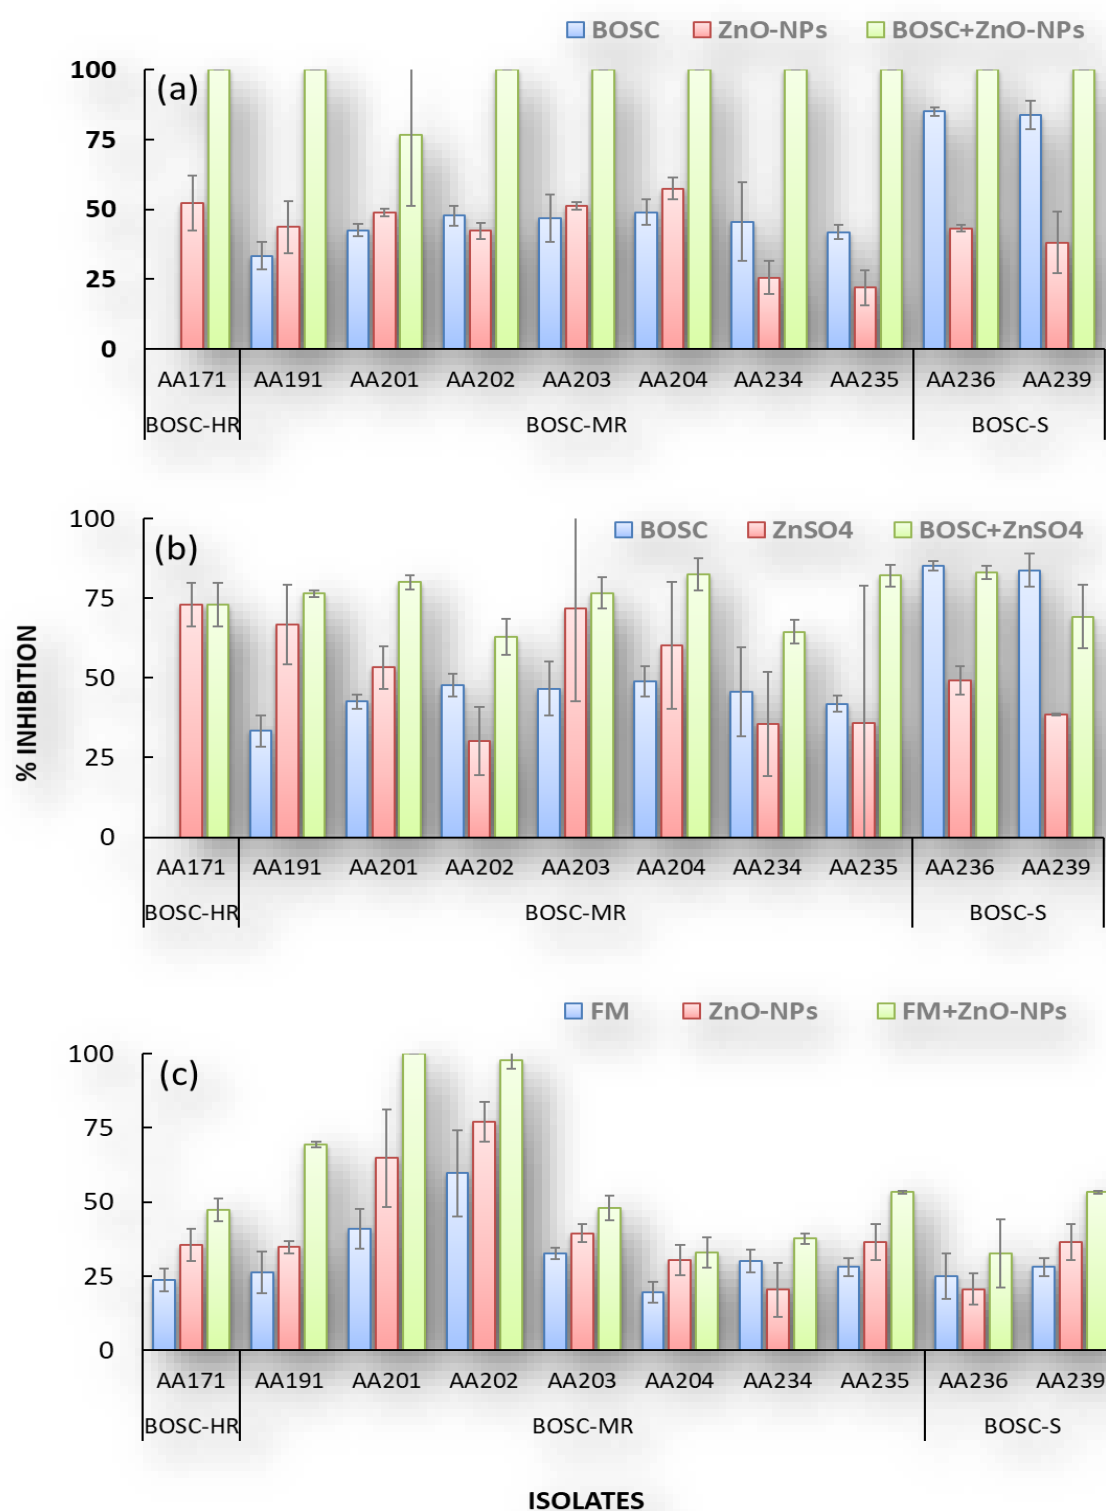 BOSC ZnO-NPs BOSC+ZnO-NPs
(a)
100
75
50
25
0
AA171 AA191 AA201 AA202 AA203 AA204 AA234 AA235 AA236 AA239
BOSC-HR BOSC-MR BOSC-S
BOSC ZnSO4 BOSC+ZnSO4
(b)
100
75
50
25
0
AA171 AA191 AA201 AA202 AA203 AA204 AA234 AA235 AA236 AA239
BOSC-HR BOSC-MR BOSC-S
% INHIBITION
FM ZnO-NPs FM+ZnO-NPs
(c)
100
75
50
25
0
AA171 AA191 AA201 AA202 AA203 AA204 AA234 AA235 AA236 AA239
BOSC-HR BOSC-MR BOSC-S
ISOLATES